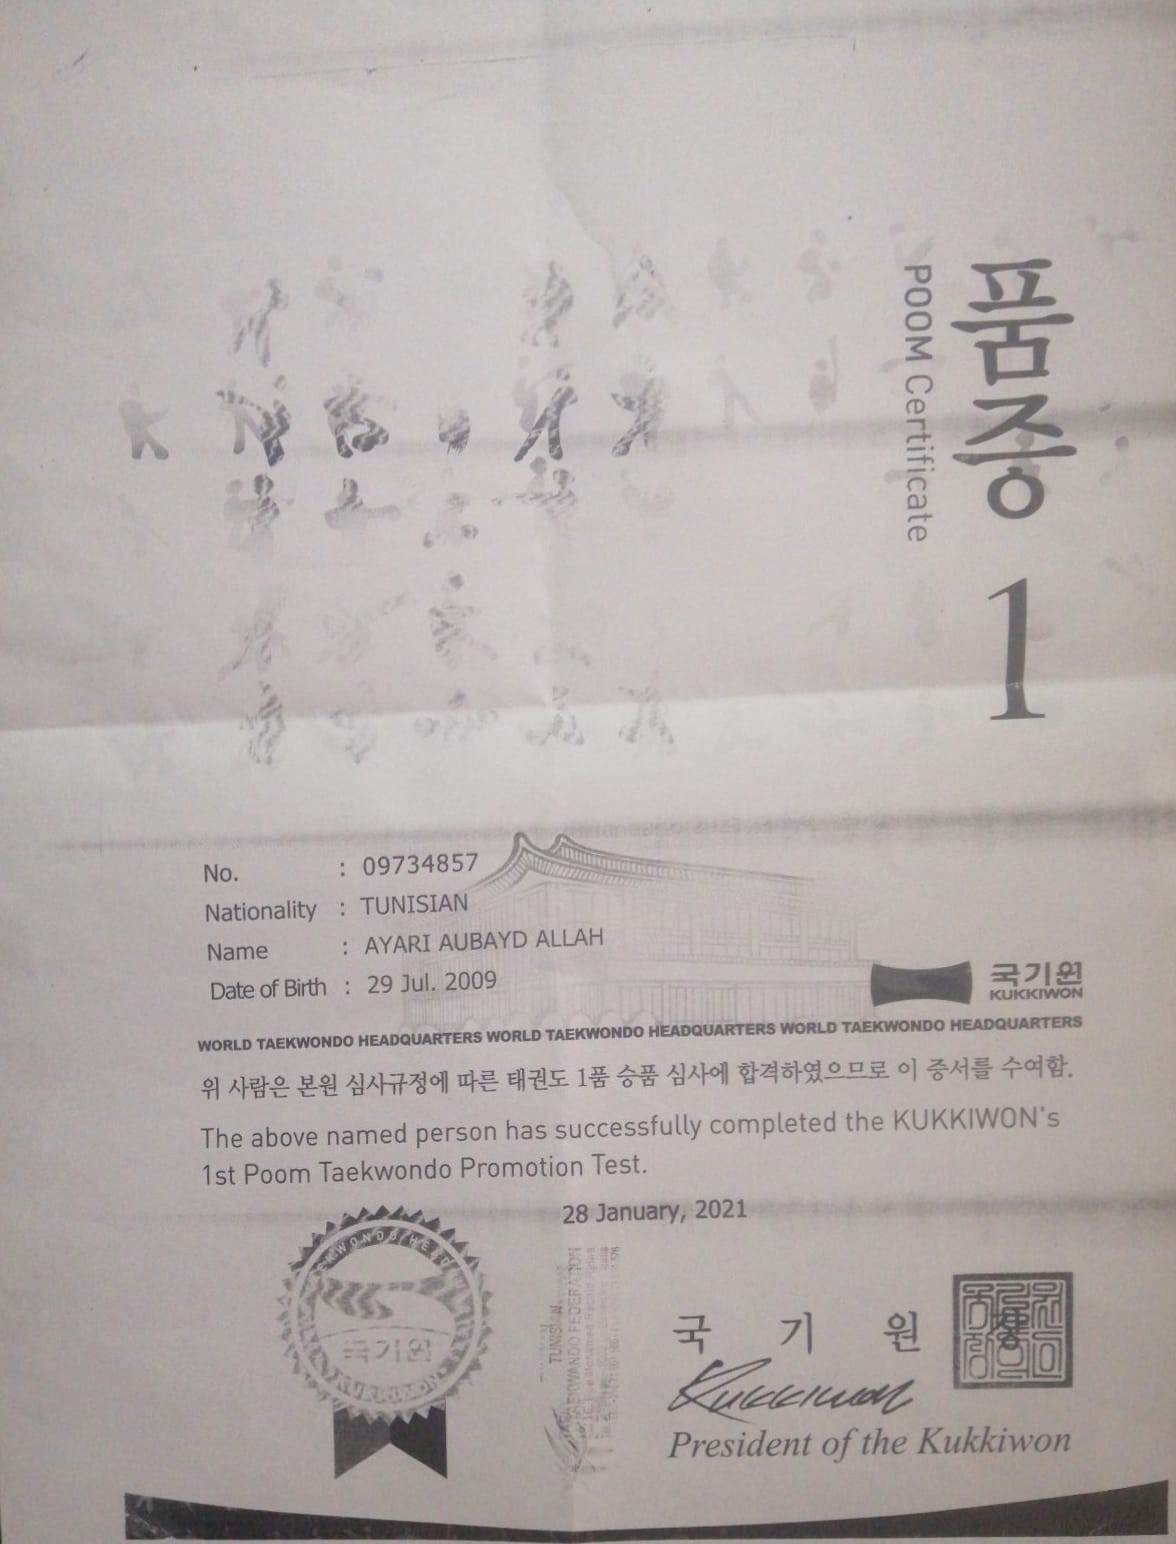 품증 1
POOM Certificate
No. : 09734857
Nationality : TUNISIAN
Name : AYARI AUBAYD ALLAH
Date of Birth : 29 Jul. 2009
국기원
KUKKIWON
WORLD TAEKWONDO HEADQUARTERS WORLD TAEKWONDO HEADQUARTERS WORLD TAEKWONDO HEADQUARTERS
위 사람은 본원 심사규정에 따른 태권도 1품 승품 심사에 합격하였으므로 이 증서를 수여함.
The above named person has successfully completed the KUKKIWON's
1st Poom Taekwondo Promotion Test.
28 January, 2021
국기원
KUKKIWON
TUNISIAN
TAEKWANDO FEDERATION
국 기 원
Kukkiwon
President of the Kukkiwon